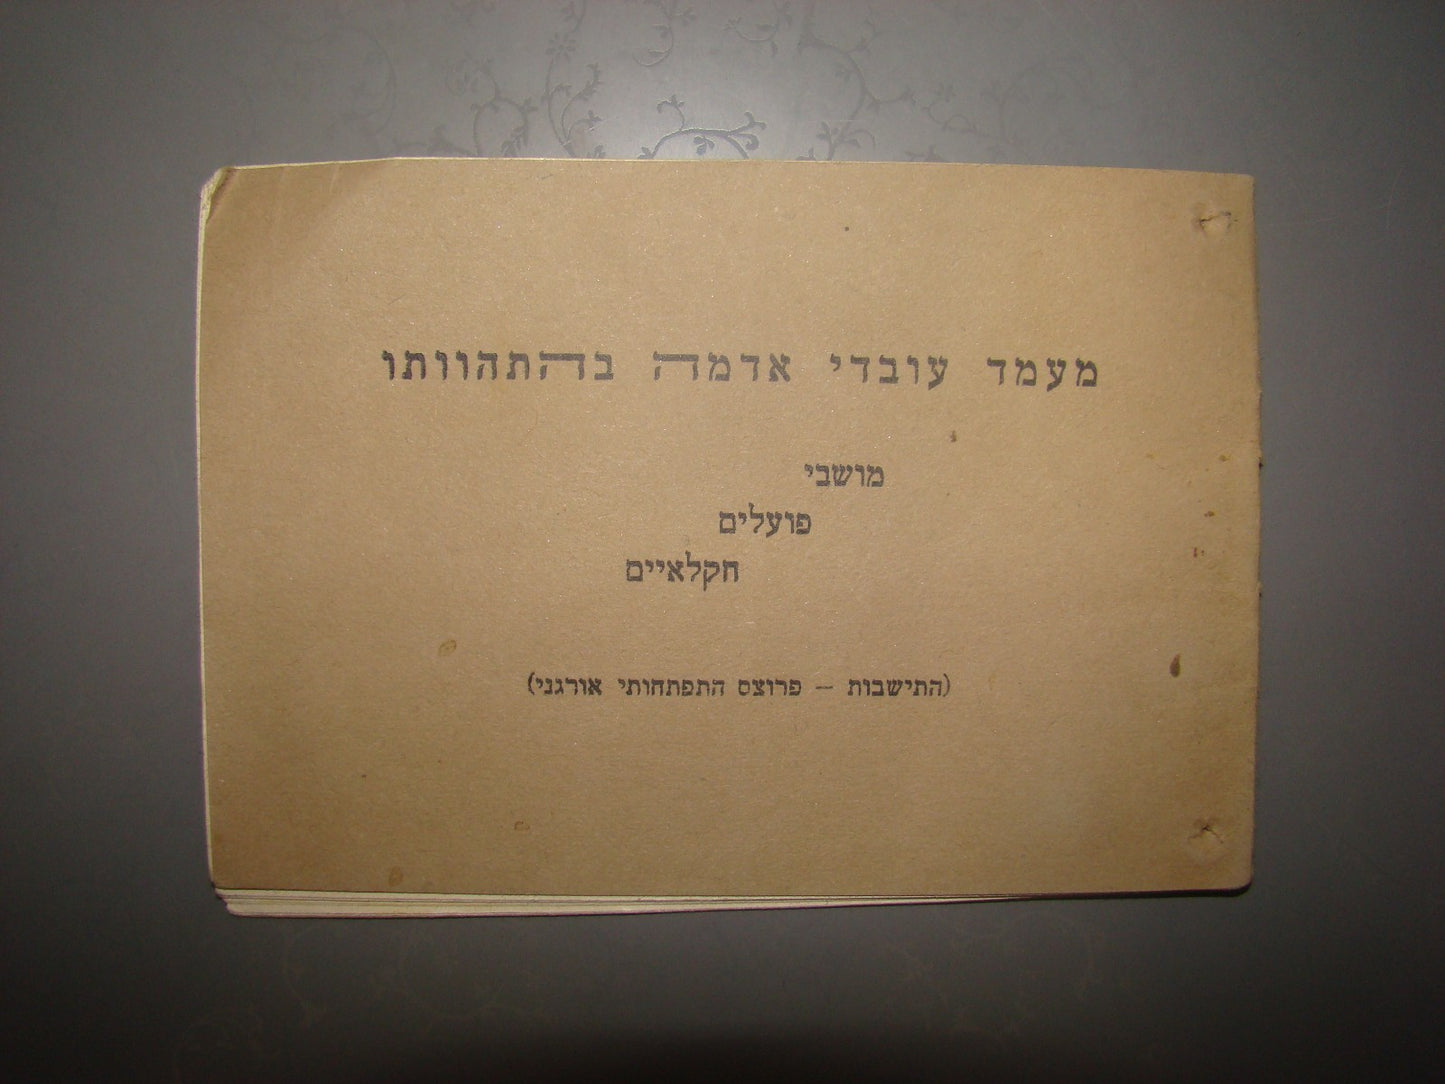 מעמד עובדי אדמה בהתהוותו
מושבי
פועלים
חקלאיים
(התישבות – פרוצס התפתחותי אורגני)